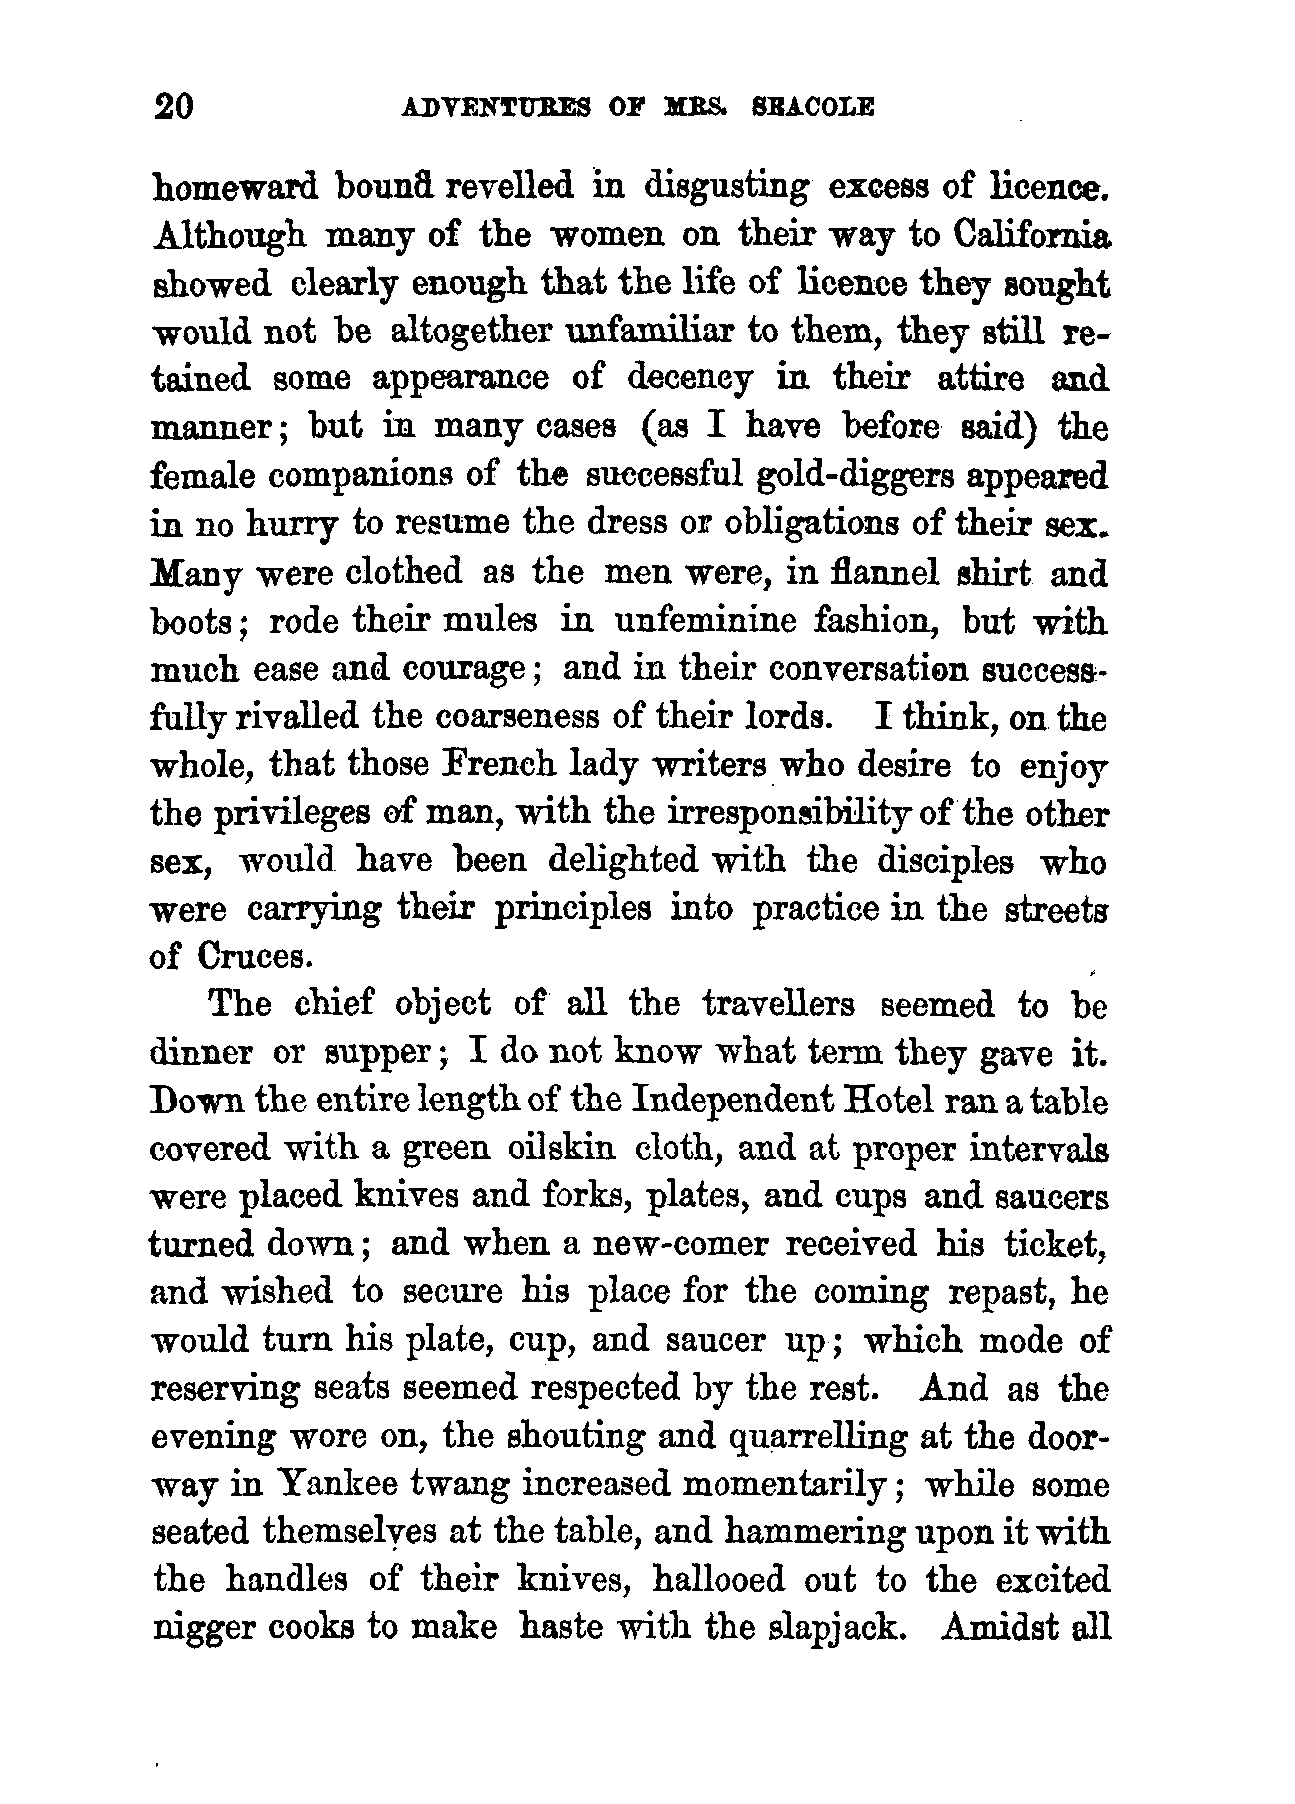 20 ADVENTURES OF MRS. SEACOLE
homeward bound revelled in disgusting excess of licence.
Although many of the women on their way to California
showed clearly enough that the life of licence they sought
would not be altogether unfamiliar to them, they still re-
tained some appearance of decency in their attire and
manner; but in many cases (as I have before said) the
female companions of the successful gold-diggers appeared
in no hurry to resume the dress or obligations of their sex.
Many were clothed as the men were, in flannel shirt and
boots; rode their mules in unfeminine fashion, but with
much ease and courage; and in their conversation success-
fully rivalled the coarseness of their lords. I think, on the
whole, that those French lady writers who desire to enjoy
the privileges of man, with the irresponsibility of the other
sex, would have been delighted with the disciples who
were carrying their principles into practice in the streets
of Cruces.
The chief object of all the travellers seemed to be
dinner or supper; I do not know what term they gave it.
Down the entire length of the Independent Hotel ran a table
covered with a green oilskin cloth, and at proper intervals
were placed knives and forks, plates, and cups and saucers
turned down; and when a new-comer received his ticket,
and wished to secure his place for the coming repast, he
would turn his plate, cup, and saucer up; which mode of
reserving seats seemed respected by the rest. And as the
evening wore on, the shouting and quarrelling at the door-
way in Yankee twang increased momentarily; while some
seated themselves at the table, and hammering upon it with
the handles of their knives, hallooed out to the excited
nigger cooks to make haste with the slapjack. Amidst all